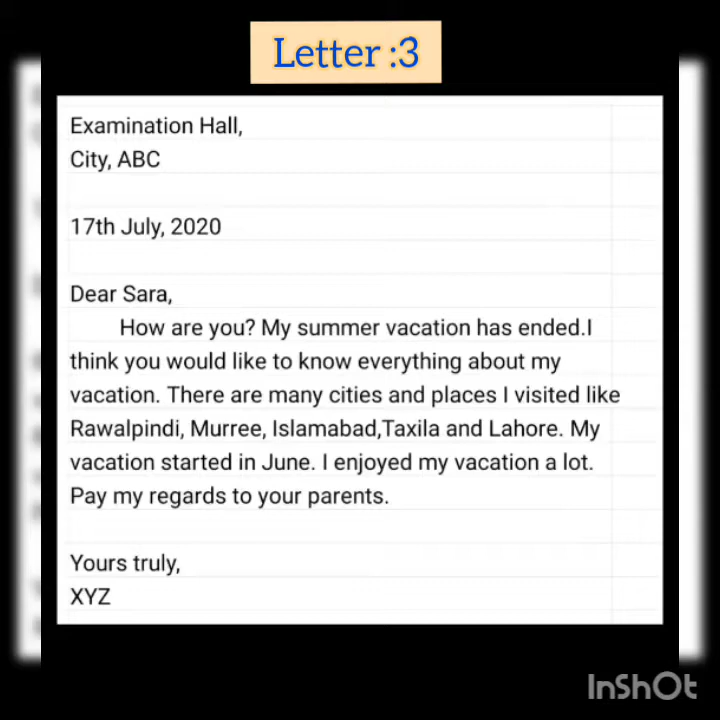 Letter :3
Examination Hall,
City, ABC
17th July, 2020
Dear Sara,
How are you? My summer vacation has ended.I
think you would like to know everything about my
vacation. There are many cities and places I visited like
Rawalpindi, Murree, Islamabad,Taxila and Lahore. My
vacation started in June. I enjoyed my vacation a lot.
Pay my regards to your parents.
Yours truly,
XYZ
InShOt